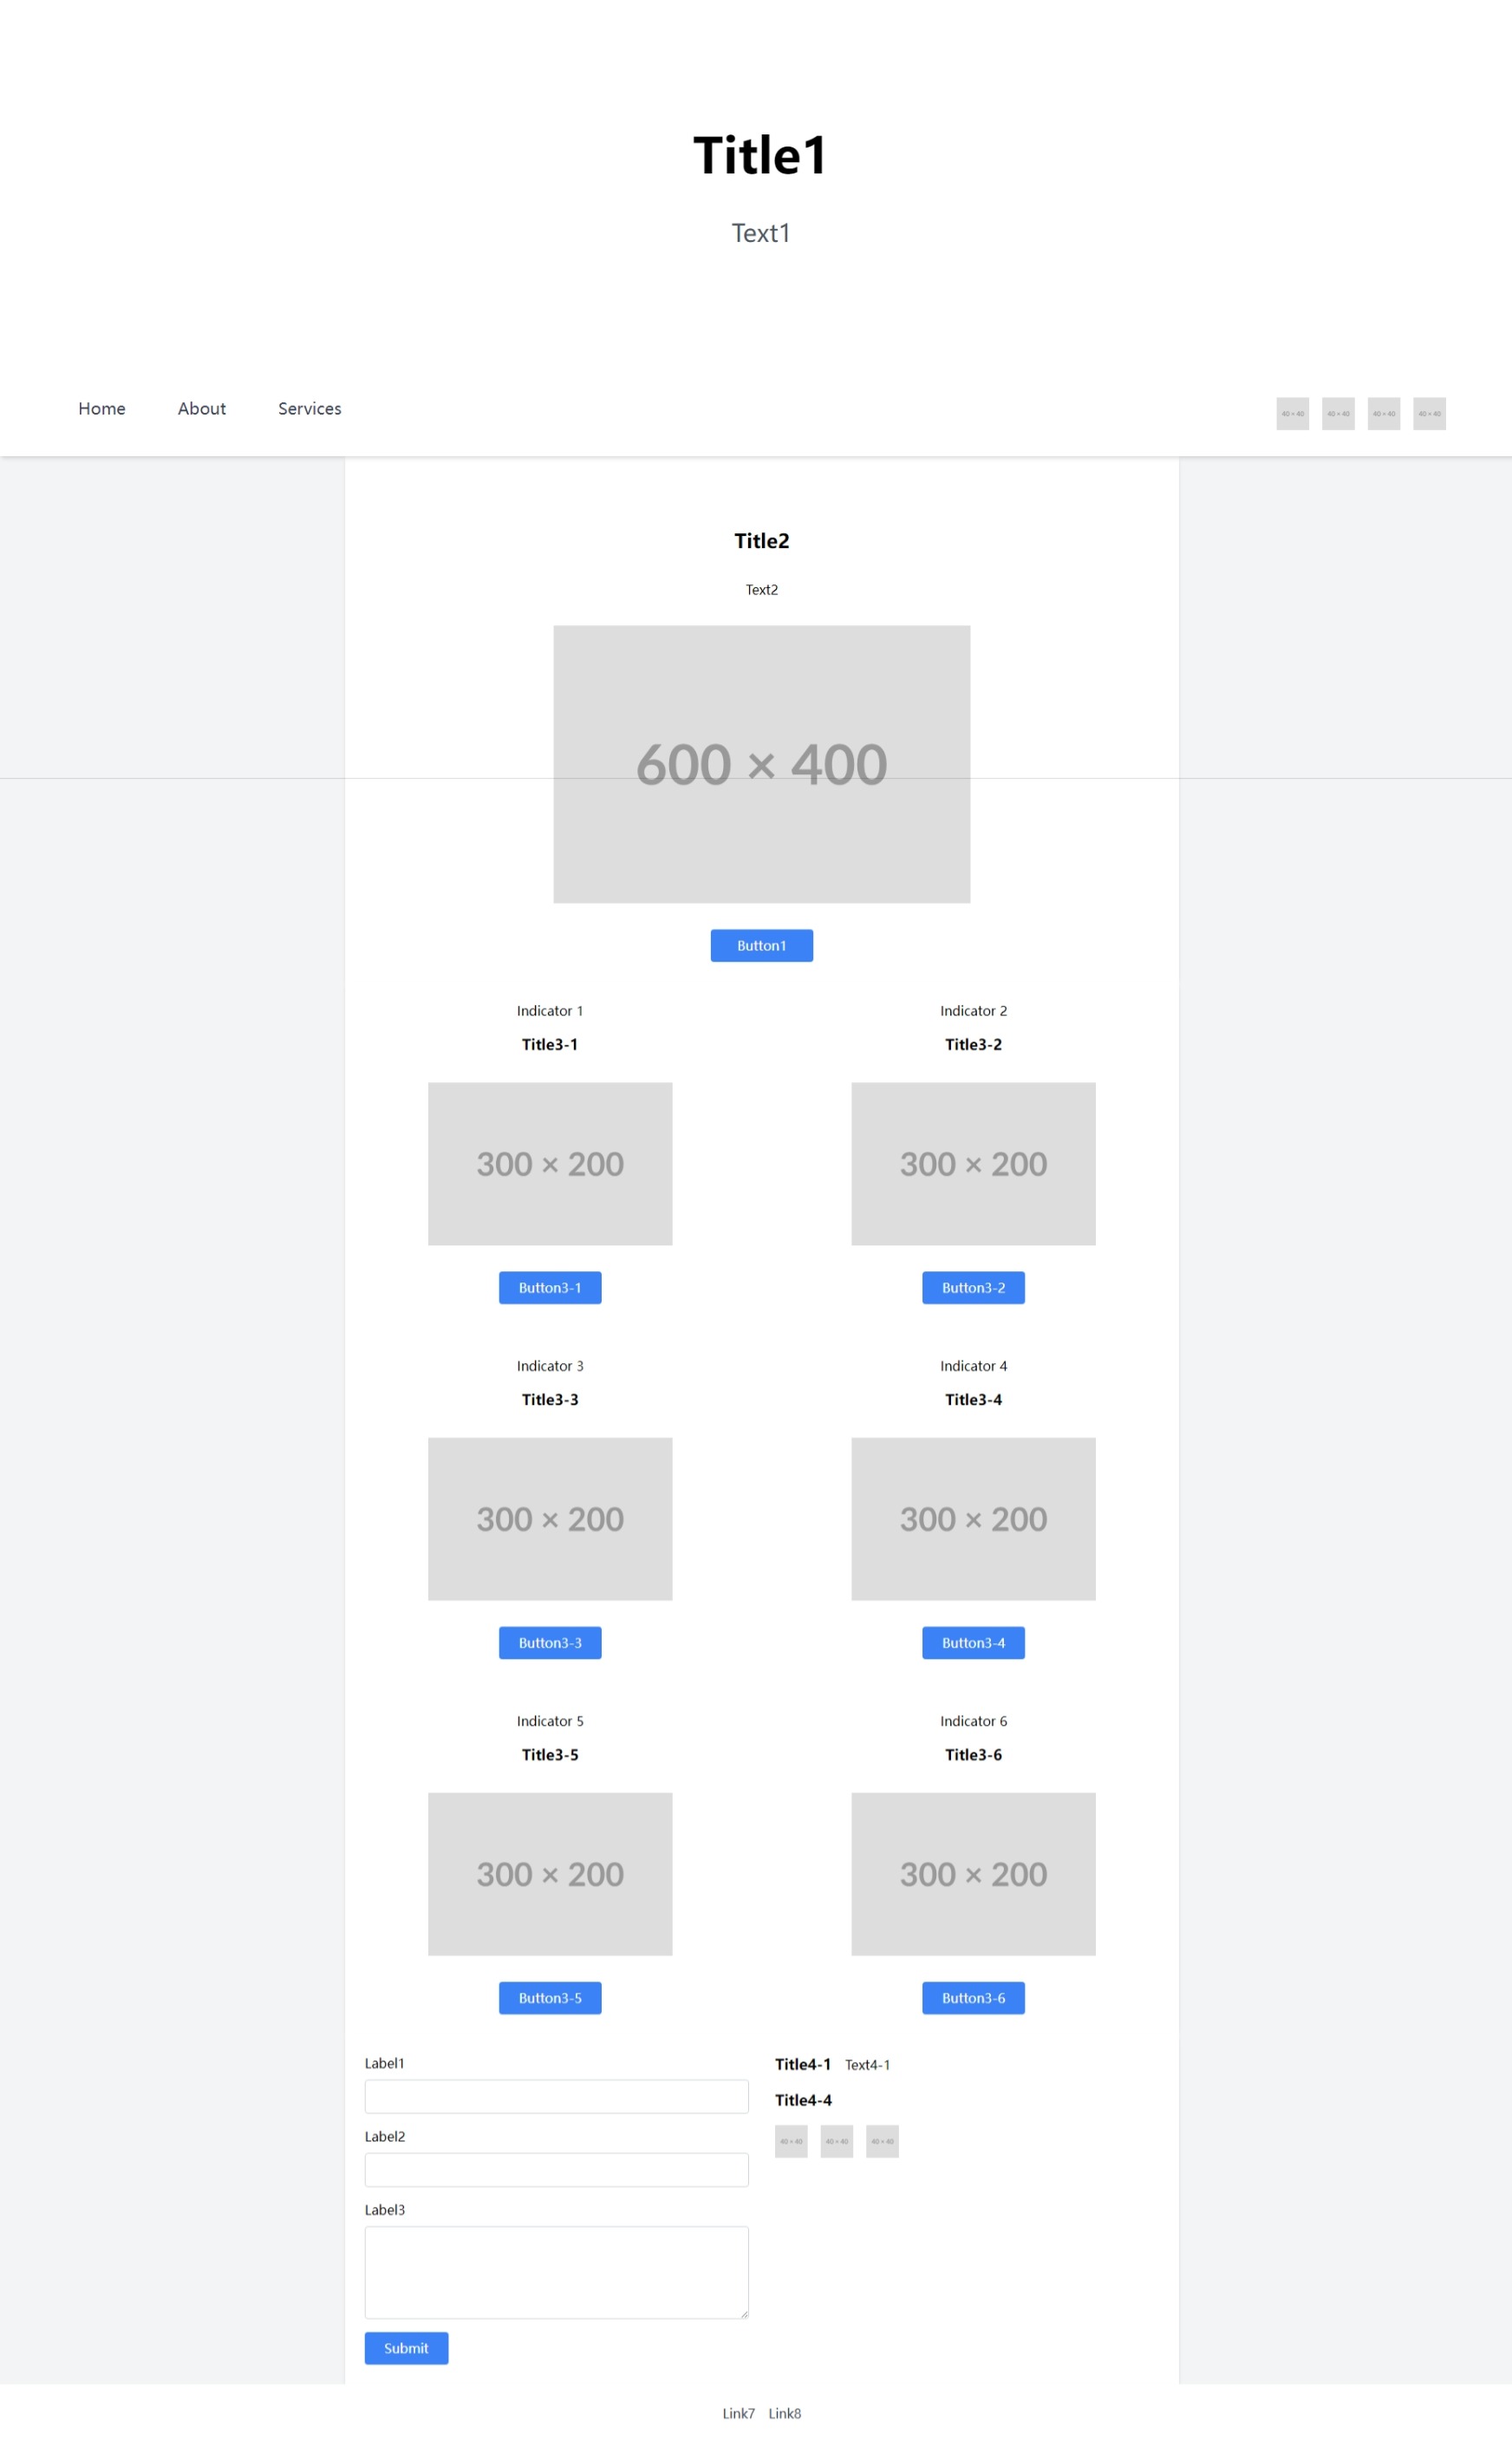 Title1
Text1
Home About Services
40 × 40 40 × 40 40 × 40 40 × 40
Title2
Text2
600 × 400
Button1
Indicator 1 Indicator 2
Title3-1 Title3-2
300 × 200 300 × 200
Button3-1 Button3-2
Indicator 3 Indicator 4
Title3-3 Title3-4
300 × 200 300 × 200
Button3-3 Button3-4
Indicator 5 Indicator 6
Title3-5 Title3-6
300 × 200 300 × 200
Button3-5 Button3-6
Label1
Label2
Label3
Submit
Title4-1 Text4-1
Title4-4
40 × 40 40 × 40 40 × 40
Link7 Link8